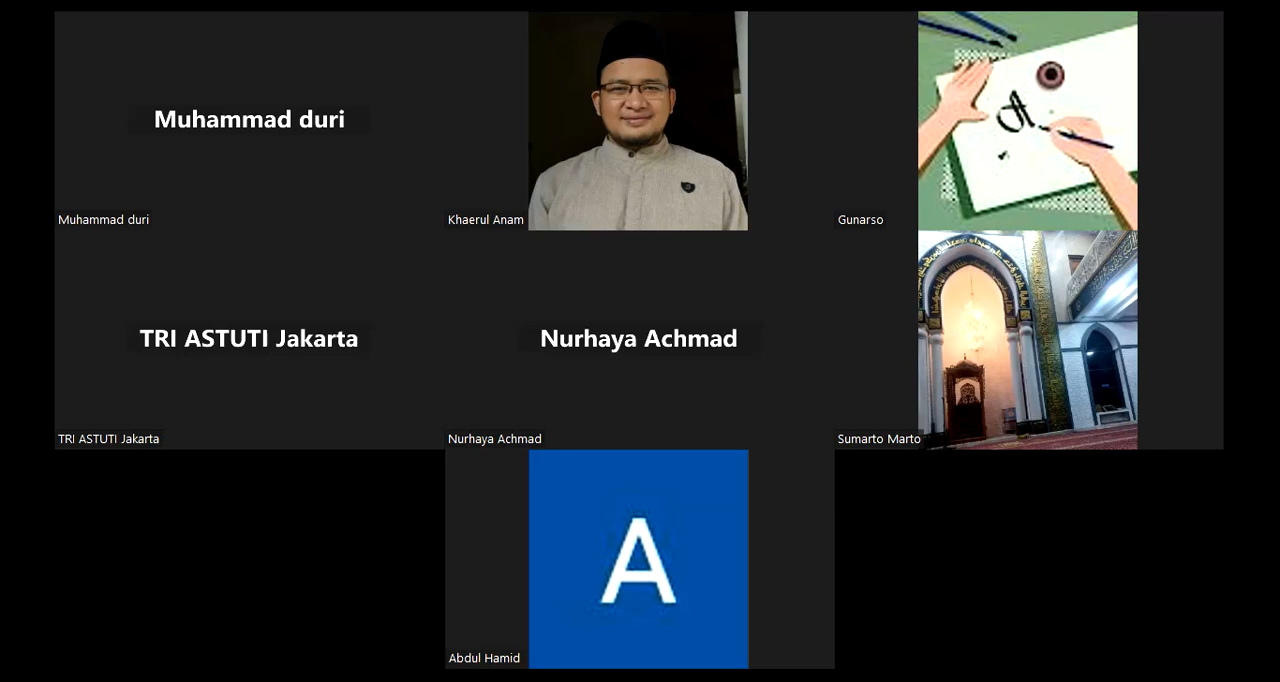 Muhammad duri
Muhammad duri
Khaerul Anam
Gunarso
TRI ASTUTI Jakarta
TRI ASTUTI Jakarta
Nurhaya Achmad
Nurhaya Achmad
Sumarto Marto
A
Abdul Hamid